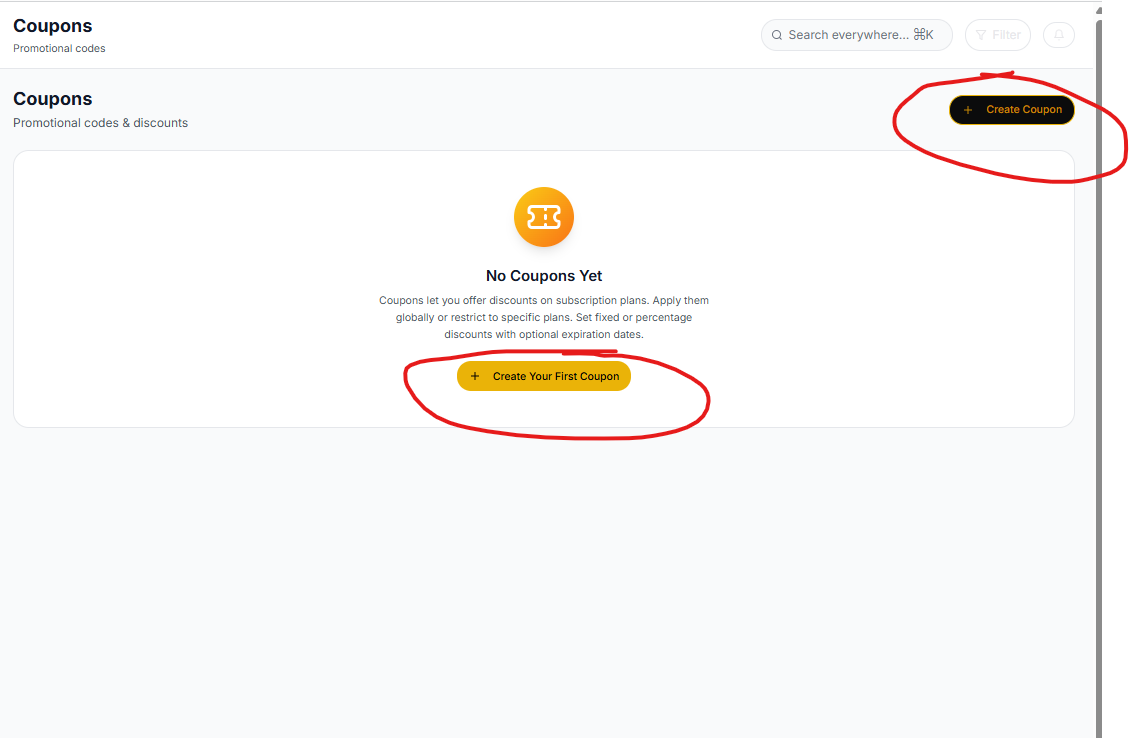 Coupons
Promotional codes
Search everywhere... ⌘K
Filter
Coupons
Promotional codes & discounts
+ Create Coupon
No Coupons Yet
Coupons let you offer discounts on subscription plans. Apply them
globally or restrict to specific plans. Set fixed or percentage
discounts with optional expiration dates.
+ Create Your First Coupon